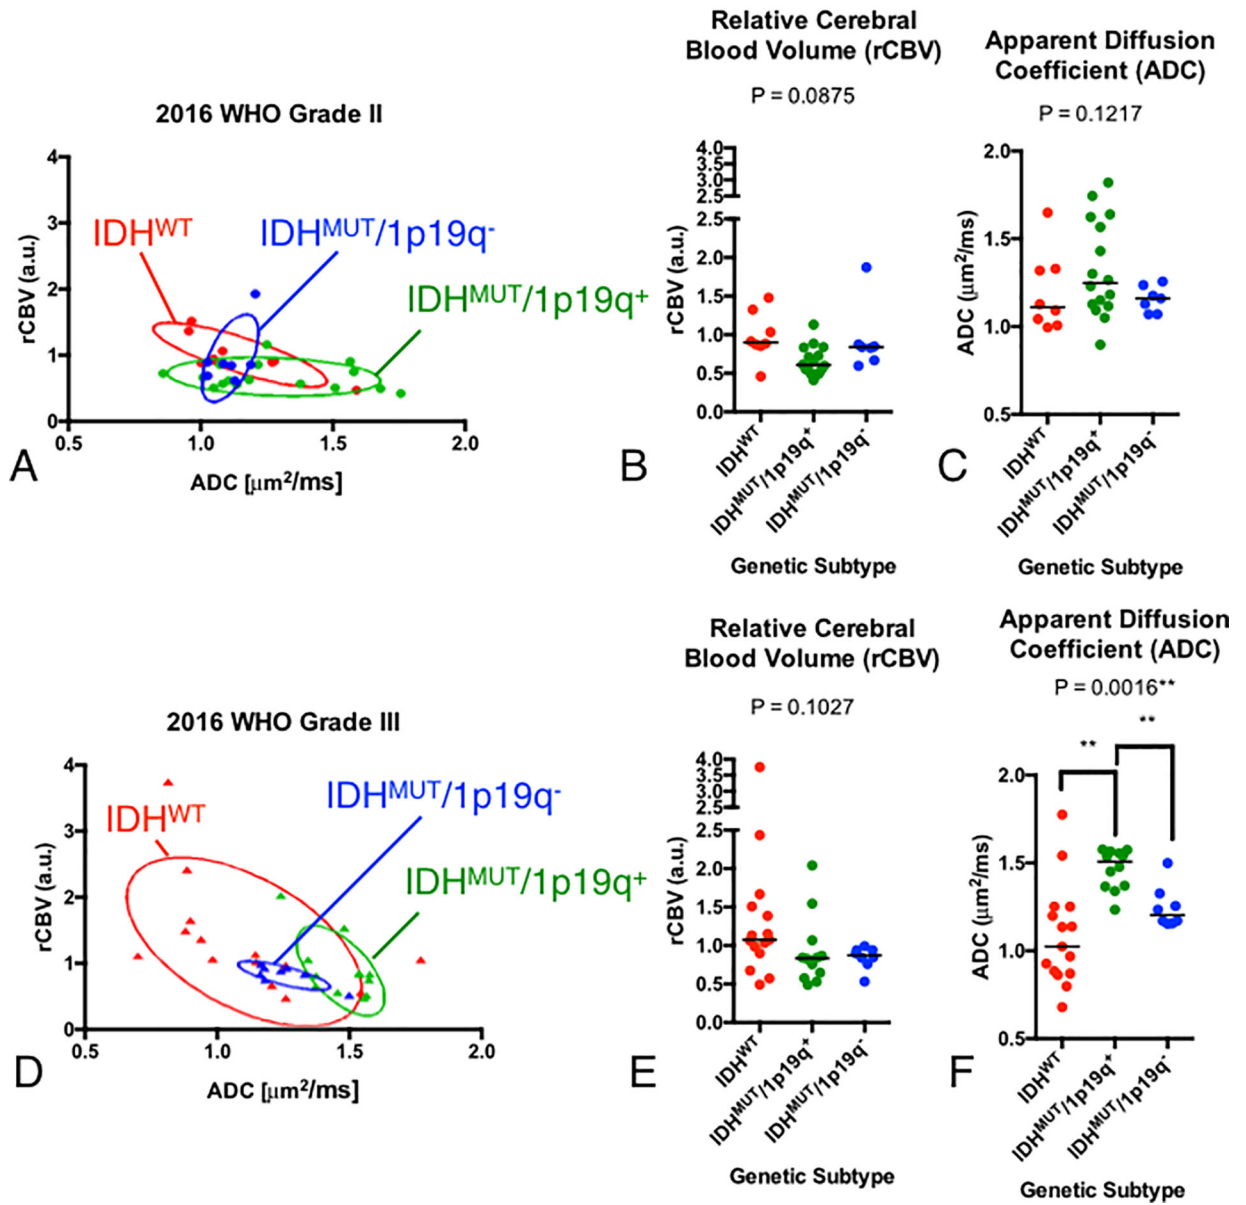 Relative Cerebral
Blood Volume (rCBV)
P = 0.0875
Apparent Diffusion
Coefficient (ADC)
P = 0.1217
2016 WHO Grade II
4
3
2
1
0
rCBV (a.u.)
IDHWT
IDHMUT/1p19q-
IDHMUT/1p19q+
0.5
1.0
1.5
2.0
ADC [μm2/ms]
A
4.0
3.5
3.0
2.5
2.5
2.0
1.5
1.0
0.5
0.0
rCBV (a.u.)
IDHWT
IDHMUT/1p19q+
IDHMUT/1p19q-
Genetic Subtype
B
2.0
1.5
1.0
0.5
ADC (μm2/ms)
IDHWT
IDHMUT/1p19q+
IDHMUT/1p19q-
Genetic Subtype
C
Relative Cerebral
Blood Volume (rCBV)
P = 0.1027
Apparent Diffusion
Coefficient (ADC)
P = 0.0016**
2016 WHO Grade III
4
3
2
1
0
rCBV (a.u.)
IDHWT
IDHMUT/1p19q-
IDHMUT/1p19q+
0.5
1.0
1.5
2.0
ADC [μm2/ms]
D
4.0
3.5
3.0
2.5
2.5
2.0
1.5
1.0
0.5
0.0
rCBV (a.u.)
IDHWT
IDHMUT/1p19q+
IDHMUT/1p19q-
Genetic Subtype
E
**
**
2.0
1.5
1.0
0.5
ADC (μm2/ms)
IDHWT
IDHMUT/1p19q+
IDHMUT/1p19q-
Genetic Subtype
F